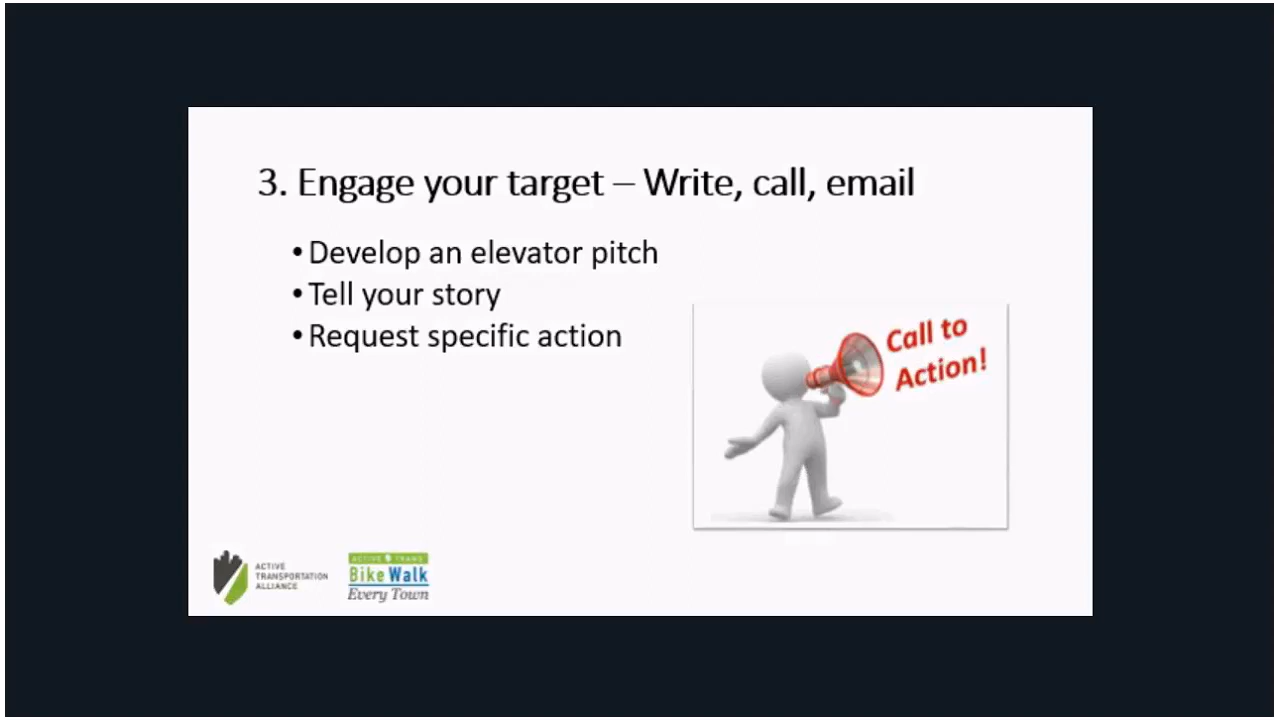 3. Engage your target – Write, call, email
• Develop an elevator pitch
• Tell your story
• Request specific action
Call to
Action!
ACTIVE
TRANSPORTATION
ALLIANCE
ACTIVE TRANS
Bike Walk
Every Town